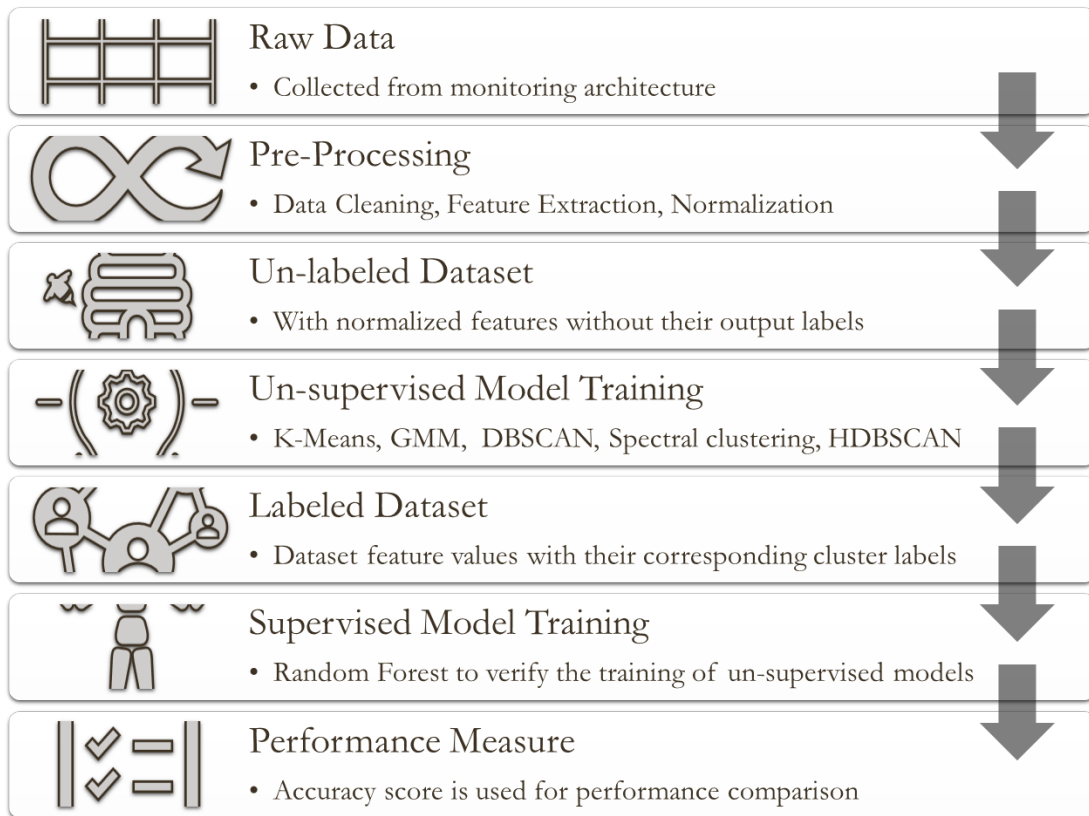 Raw Data
• Collected from monitoring architecture
Pre-Processing
• Data Cleaning, Feature Extraction, Normalization
Un-labeled Dataset
• With normalized features without their output labels
Un-supervised Model Training
• K-Means, GMM, DBSCAN, Spectral clustering, HDBSCAN
Labeled Dataset
• Dataset feature values with their corresponding cluster labels
Supervised Model Training
• Random Forest to verify the training of un-supervised models
Performance Measure
• Accuracy score is used for performance comparison